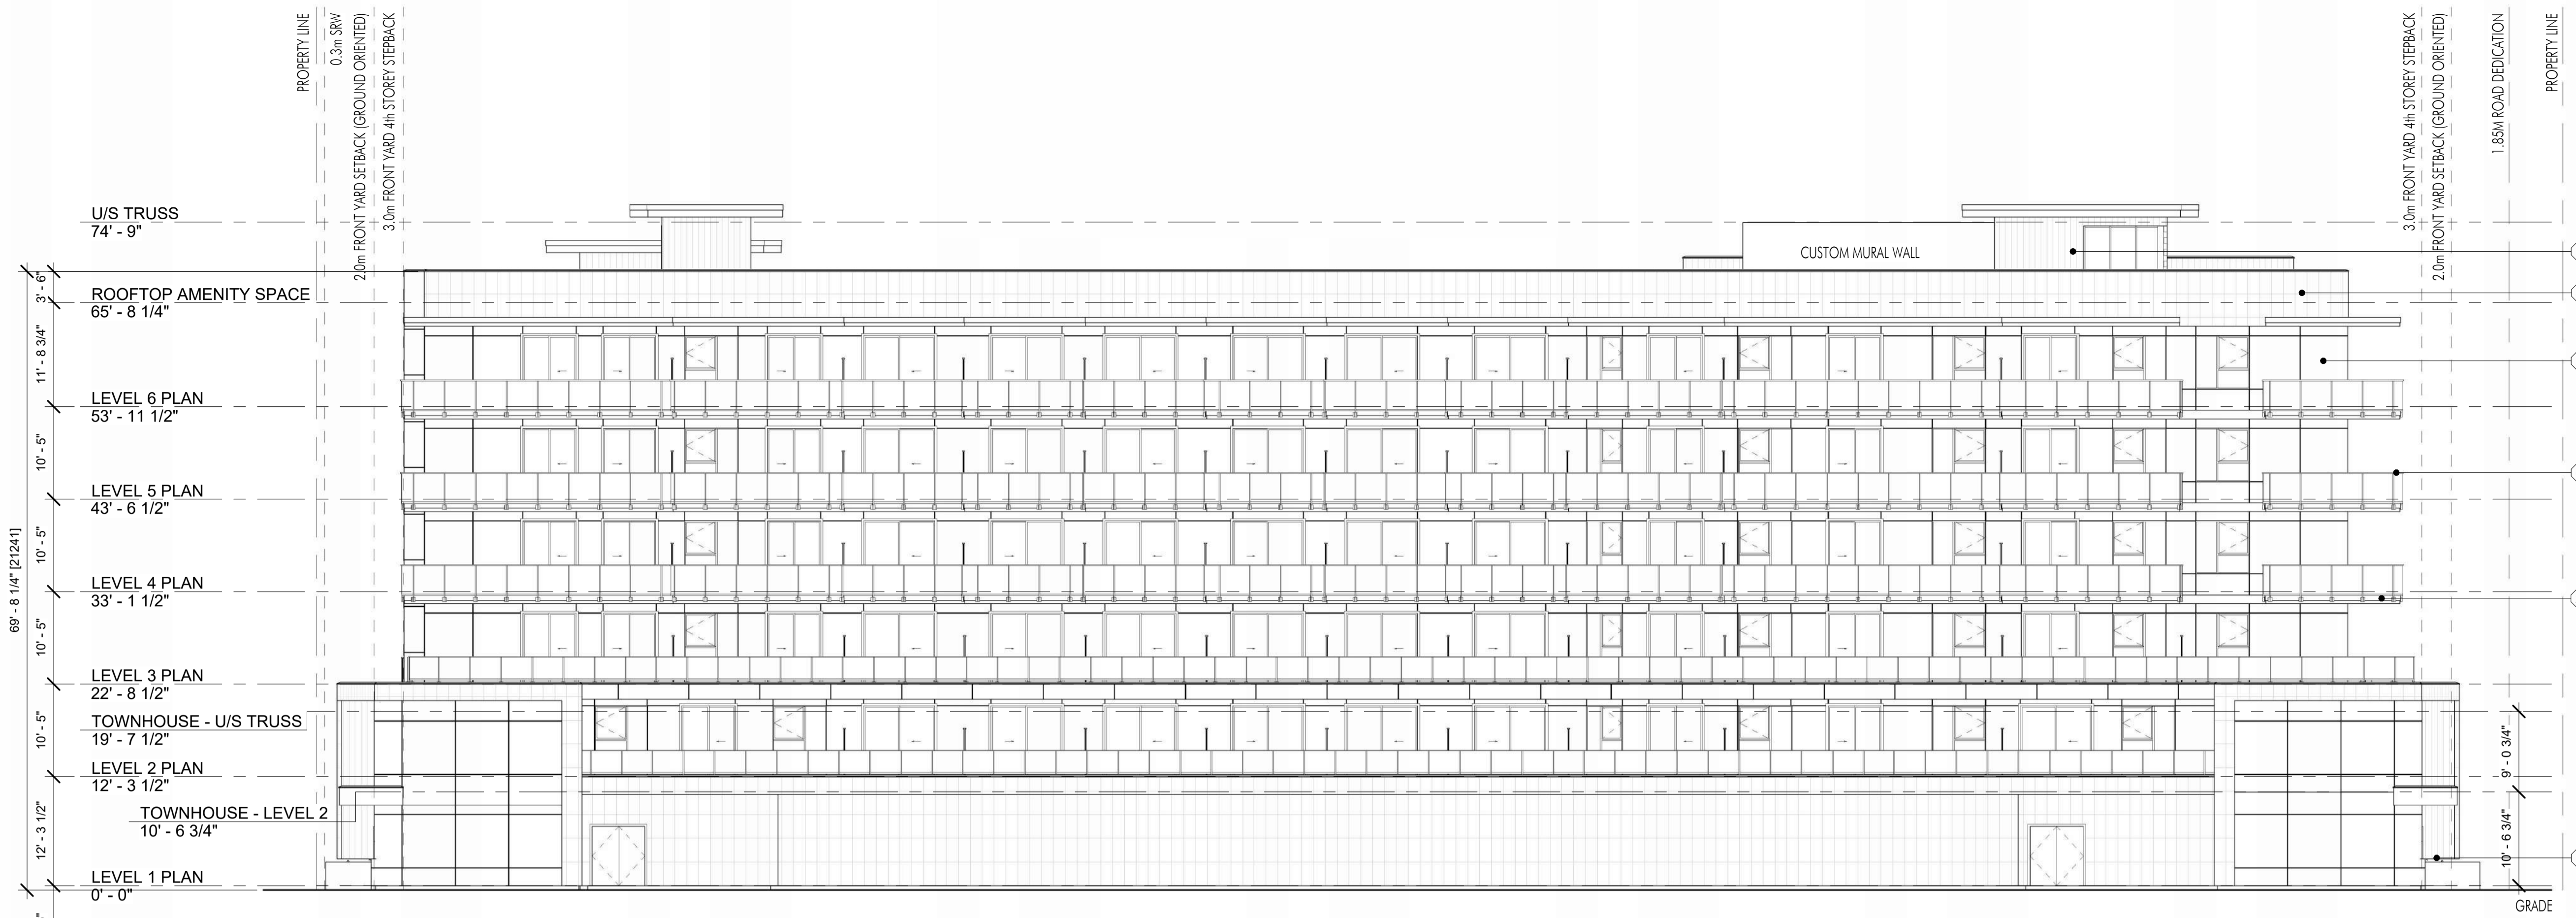 PROPERTY LINE
0.3m SRW
2.0m FRONT YARD SETBACK (GROUND ORIENTED)
3.0m FRONT YARD 4th STOREY STEPBACK
3.0m FRONT YARD 4th STOREY STEPBACK
2.0m FRONT YARD SETBACK (GROUND ORIENTED)
1.85M ROAD DEDICATION
PROPERTY LINE
U/S TRUSS
74' - 9"
CUSTOM MURAL WALL
3' - 6"
ROOFTOP AMENITY SPACE
65' - 8 1/4"
11' - 8 3/4"
LEVEL 6 PLAN
53' - 11 1/2"
10' - 5"
LEVEL 5 PLAN
43' - 6 1/2"
10' - 5"
LEVEL 4 PLAN
33' - 1 1/2"
69' - 8 1/4" [21241]
10' - 5"
LEVEL 3 PLAN
22' - 8 1/2"
10' - 5"
TOWNHOUSE - U/S TRUSS
19' - 7 1/2"
LEVEL 2 PLAN
12' - 3 1/2"
9' - 0 3/4"
12' - 3 1/2"
TOWNHOUSE - LEVEL 2
10' - 6 3/4"
10' - 6 3/4"
LEVEL 1 PLAN
0' - 0"
GRADE